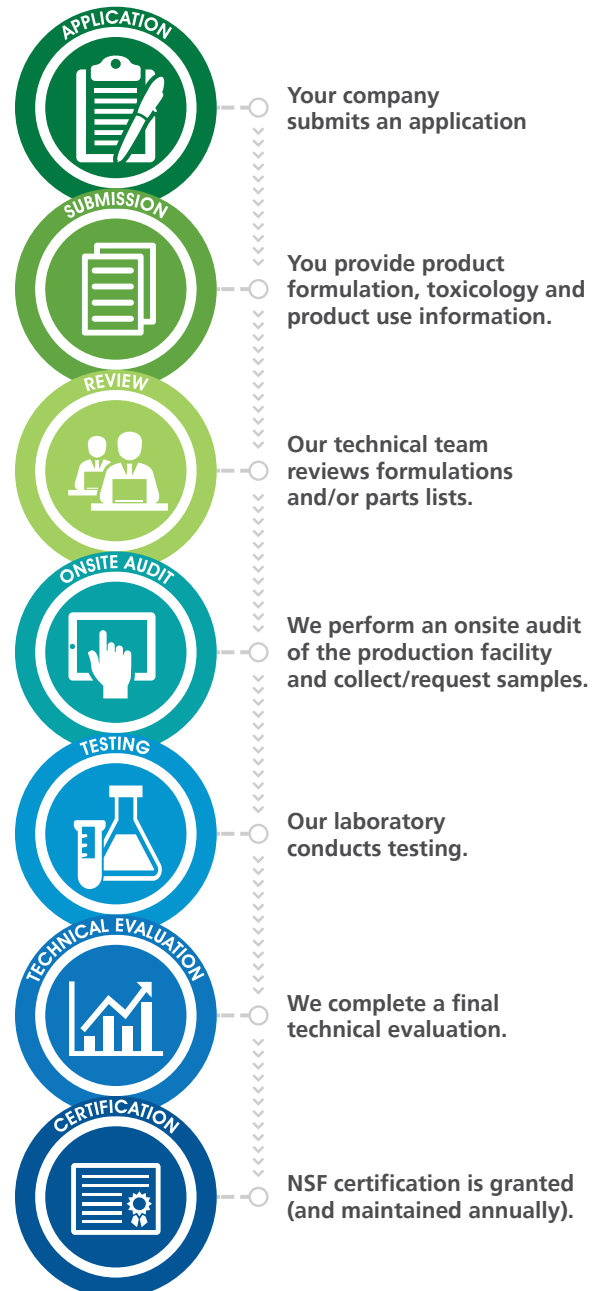 APPLICATION
Your company
submits an application
SUBMISSION
You provide product
formulation, toxicology and
product use information.
REVIEW
Our technical team
reviews formulations
and/or parts lists.
ONSITE AUDIT
We perform an onsite audit
of the production facility
and collect/request samples.
TESTING
Our laboratory
conducts testing.
TECHNICAL EVALUATION
We complete a final
technical evaluation.
CERTIFICATION
NSF certification is granted
(and maintained annually).